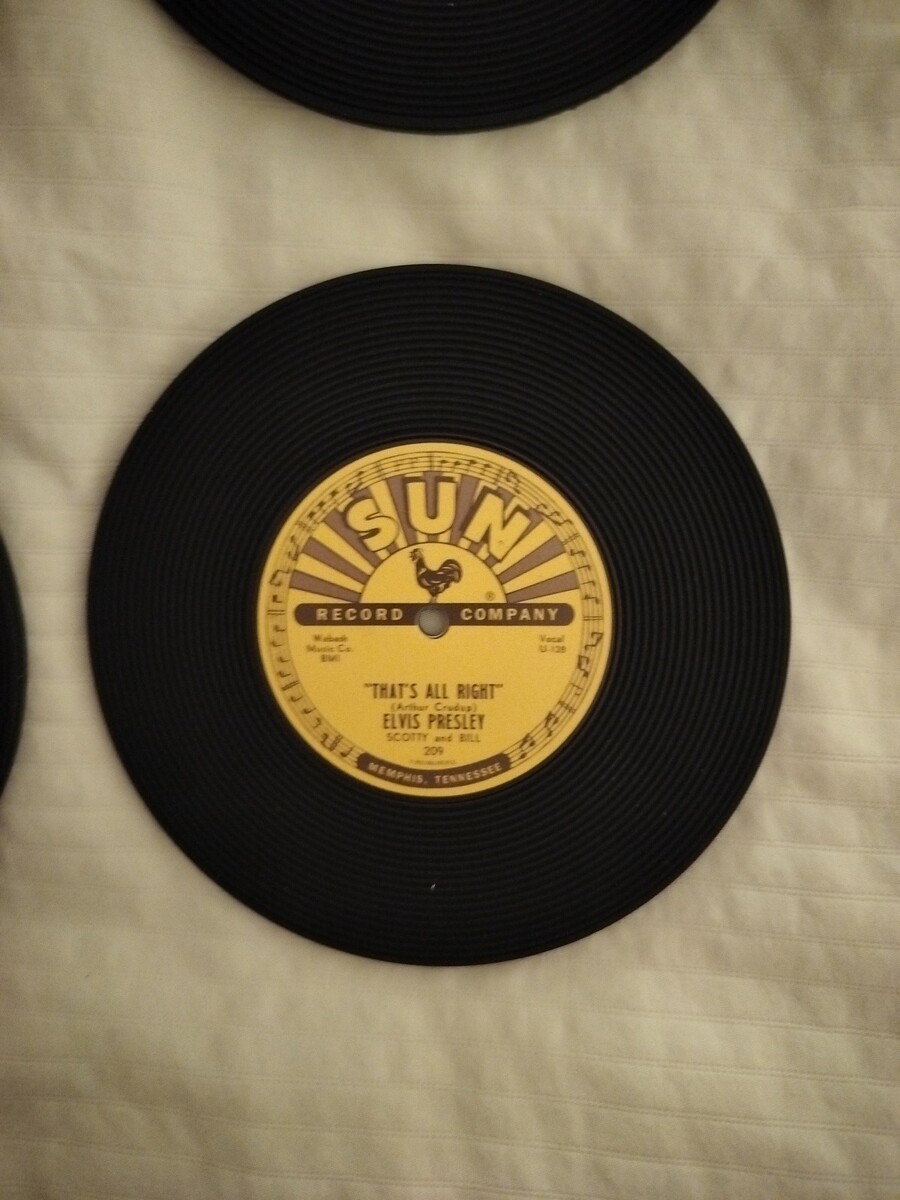 SUN
®
RECORD COMPANY
Wabash
Music Co.
BMI
Vocal
U-128
"THAT'S ALL RIGHT"
(Arthur Crudup)
ELVIS PRESLEY
SCOTTY and BILL
209
MEMPHIS, TENNESSEE